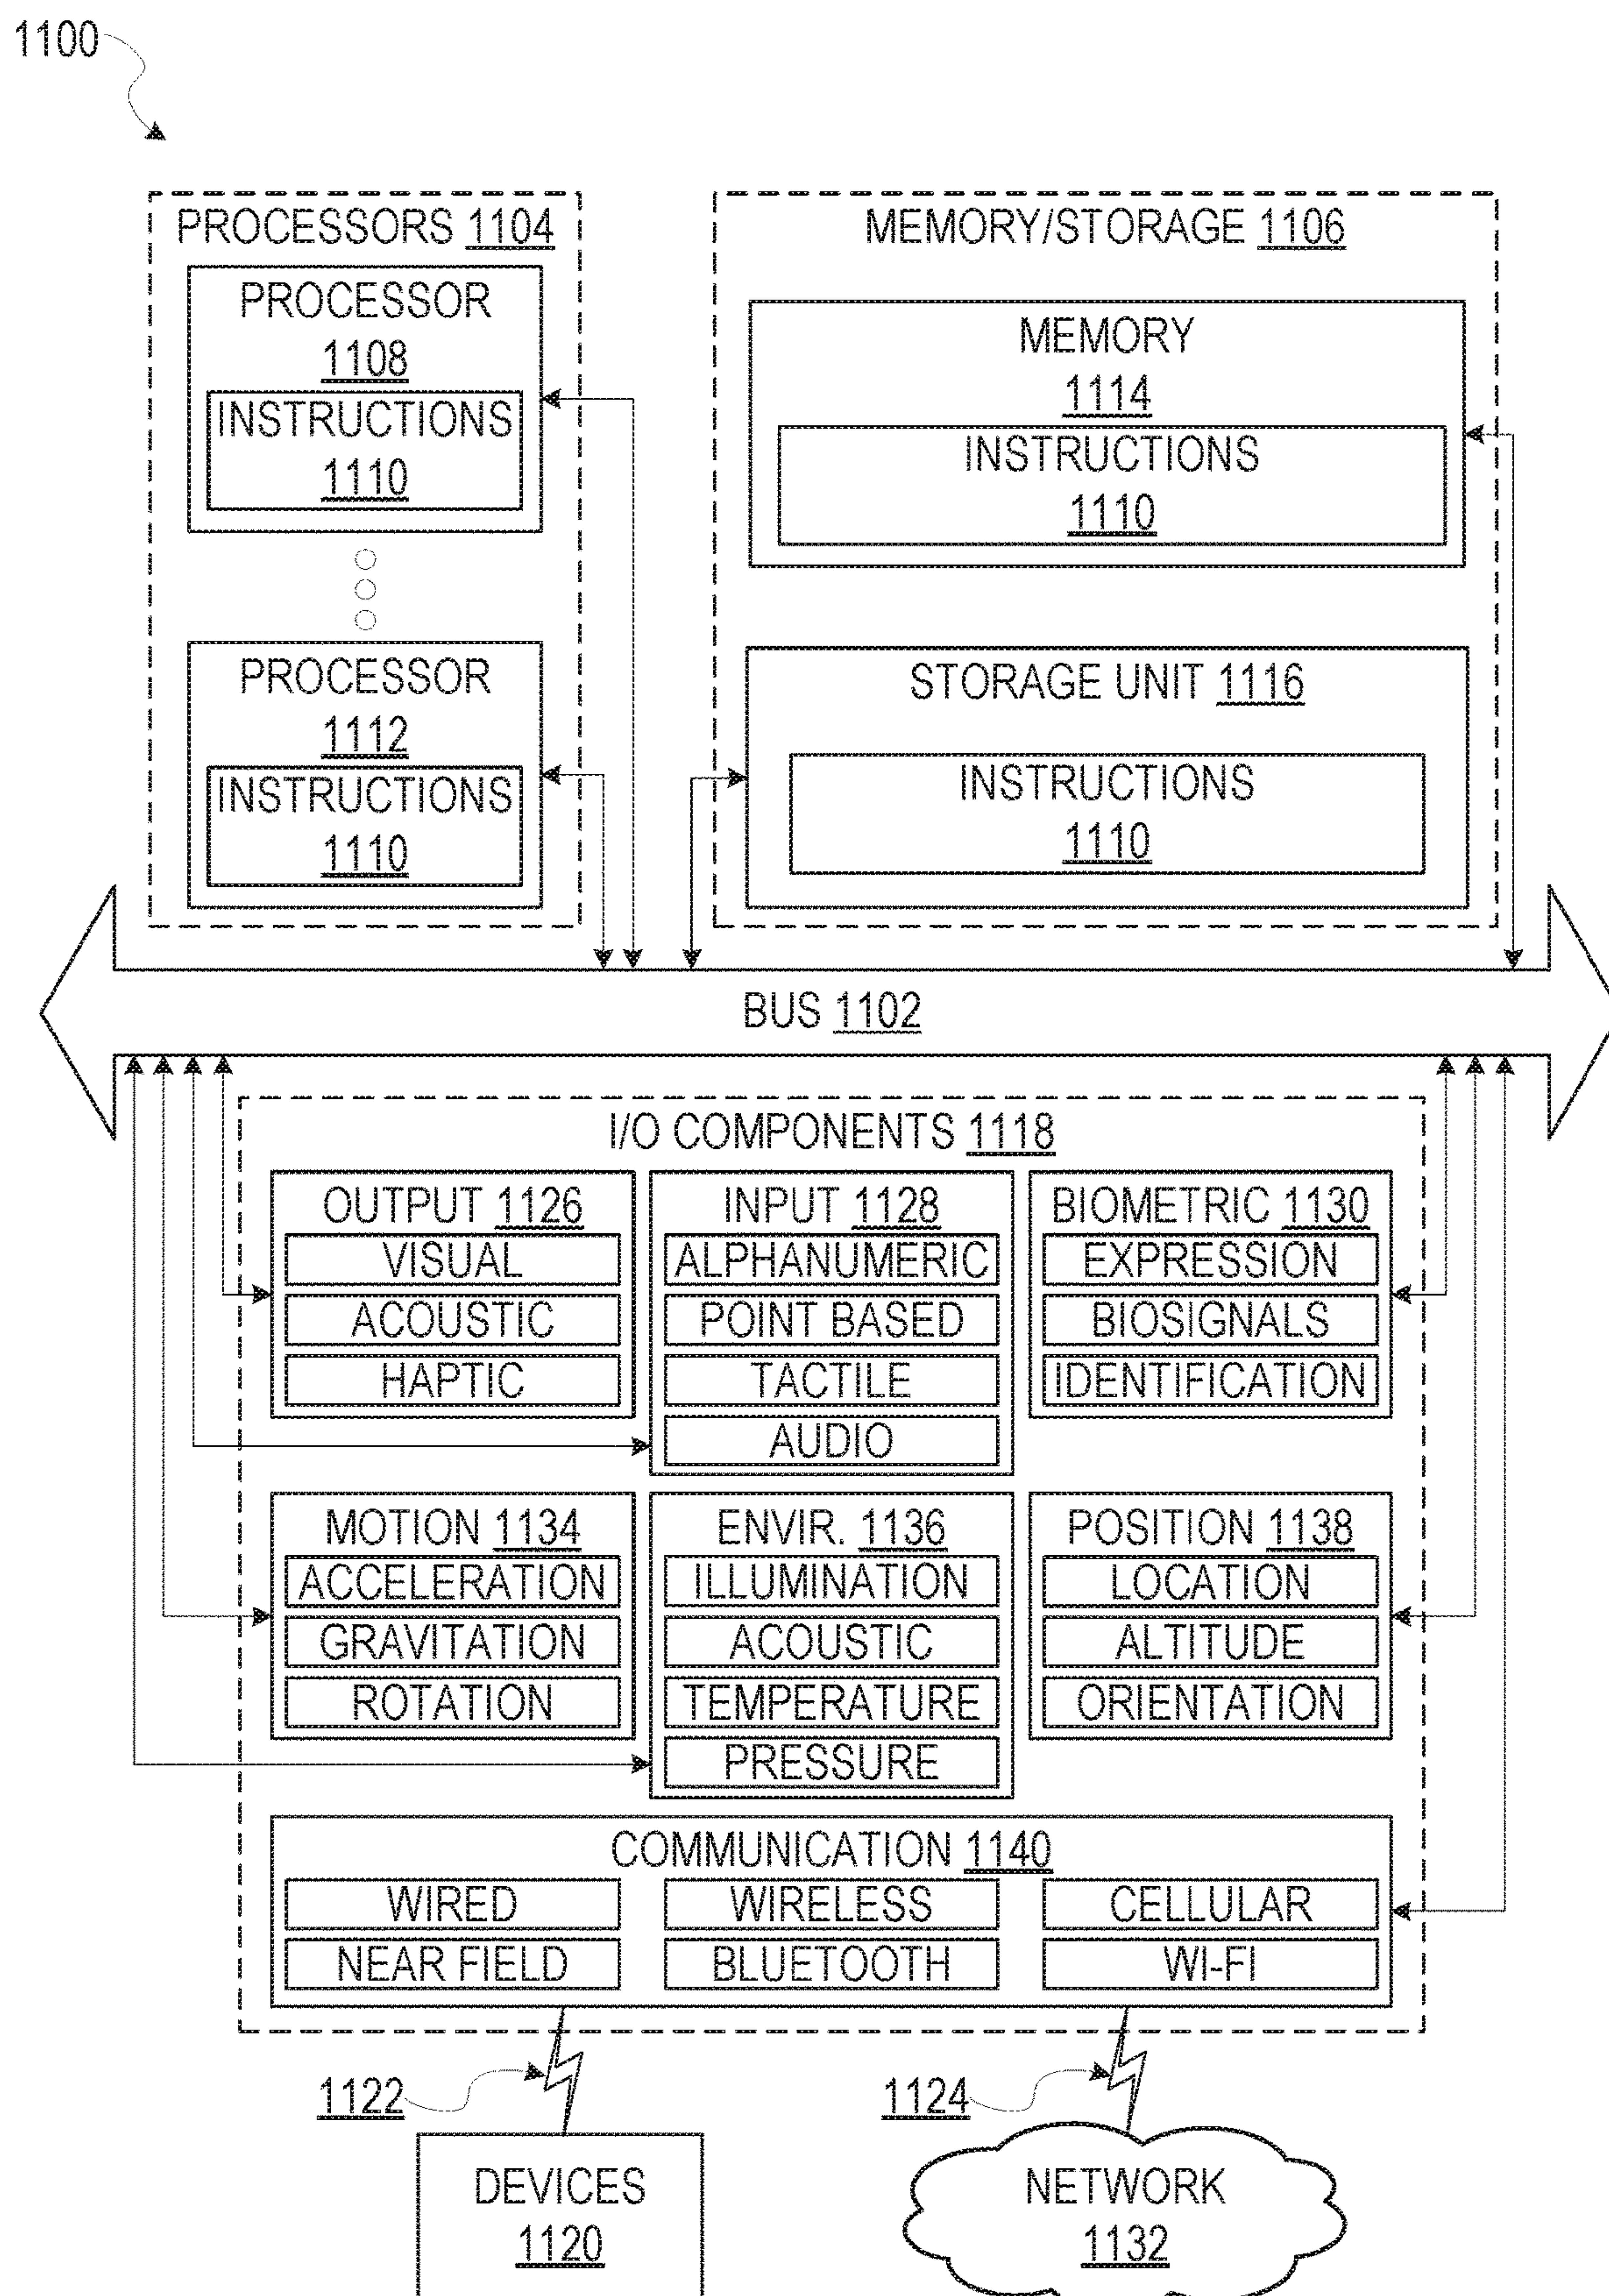 1100
PROCESSORS 1104
PROCESSOR
1108
INSTRUCTIONS
1110
PROCESSOR
1112
INSTRUCTIONS
1110
MEMORY/STORAGE 1106
MEMORY
1114
INSTRUCTIONS
1110
STORAGE UNIT 1116
INSTRUCTIONS
1110
BUS 1102
I/O COMPONENTS 1118
OUTPUT 1126
VISUAL
ACOUSTIC
HAPTIC
INPUT 1128
ALPHANUMERIC
POINT BASED
TACTILE
AUDIO
BIOMETRIC 1130
EXPRESSION
BIOSIGNALS
IDENTIFICATION
MOTION 1134
ACCELERATION
GRAVITATION
ROTATION
ENVIR. 1136
ILLUMINATION
ACOUSTIC
TEMPERATURE
PRESSURE
POSITION 1138
LOCATION
ALTITUDE
ORIENTATION
COMMUNICATION 1140
WIRED
WIRELESS
CELLULAR
NEAR FIELD
BLUETOOTH
WI-FI
1122
1124
DEVICES
1120
NETWORK
1132